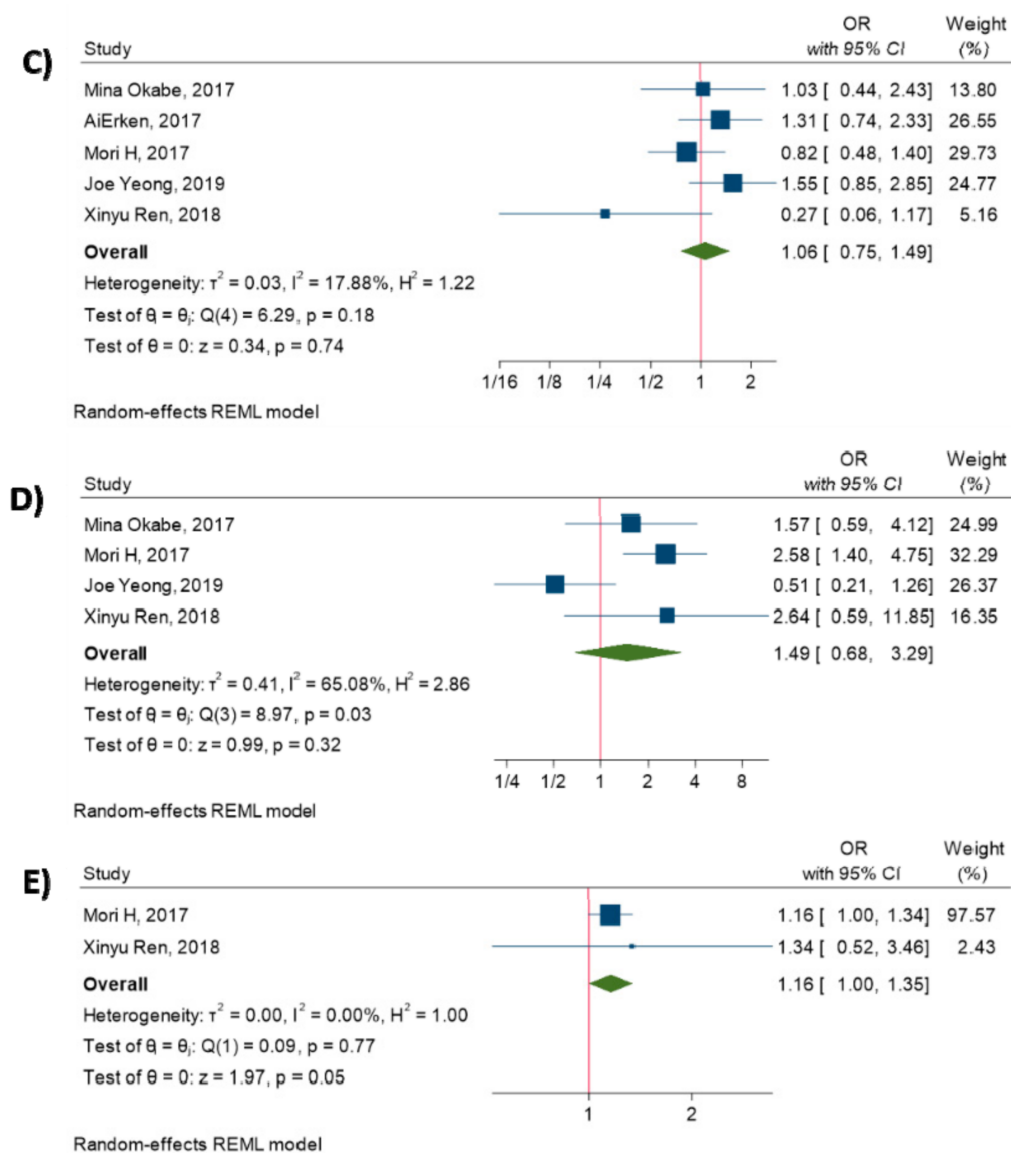 C)
OR Weight
Study with 95% CI (%)
Mina Okabe, 2017 1.03 [ 0.44, 2.43] 13.80
AiErken, 2017 1.31 [ 0.74, 2.33] 26.55
Mori H, 2017 0.82 [ 0.48, 1.40] 29.73
Joe Yeong, 2019 1.55 [ 0.85, 2.85] 24.77
Xinyu Ren, 2018 0.27 [ 0.06, 1.17] 5.16
Overall 1.06 [ 0.75, 1.49]
Heterogeneity: τ² = 0.03, I² = 17.88%, H² = 1.22
Test of θᵢ = θⱼ: Q(4) = 6.29, p = 0.18
Test of θ = 0: z = 0.34, p = 0.74
1/16 1/8 1/4 1/2 1 2
Random-effects REML model
D)
OR Weight
Study with 95% CI (%)
Mina Okabe, 2017 1.57 [ 0.59, 4.12] 24.99
Mori H, 2017 2.58 [ 1.40, 4.75] 32.29
Joe Yeong, 2019 0.51 [ 0.21, 1.26] 26.37
Xinyu Ren, 2018 2.64 [ 0.59, 11.85] 16.35
Overall 1.49 [ 0.68, 3.29]
Heterogeneity: τ² = 0.41, I² = 65.08%, H² = 2.86
Test of θᵢ = θⱼ: Q(3) = 8.97, p = 0.03
Test of θ = 0: z = 0.99, p = 0.32
1/4 1/2 1 2 4 8
Random-effects REML model
E)
OR Weight
Study with 95% CI (%)
Mori H, 2017 1.16 [ 1.00, 1.34] 97.57
Xinyu Ren, 2018 1.34 [ 0.52, 3.46] 2.43
Overall 1.16 [ 1.00, 1.35]
Heterogeneity: τ² = 0.00, I² = 0.00%, H² = 1.00
Test of θᵢ = θⱼ: Q(1) = 0.09, p = 0.77
Test of θ = 0: z = 1.97, p = 0.05
1 2
Random-effects REML model